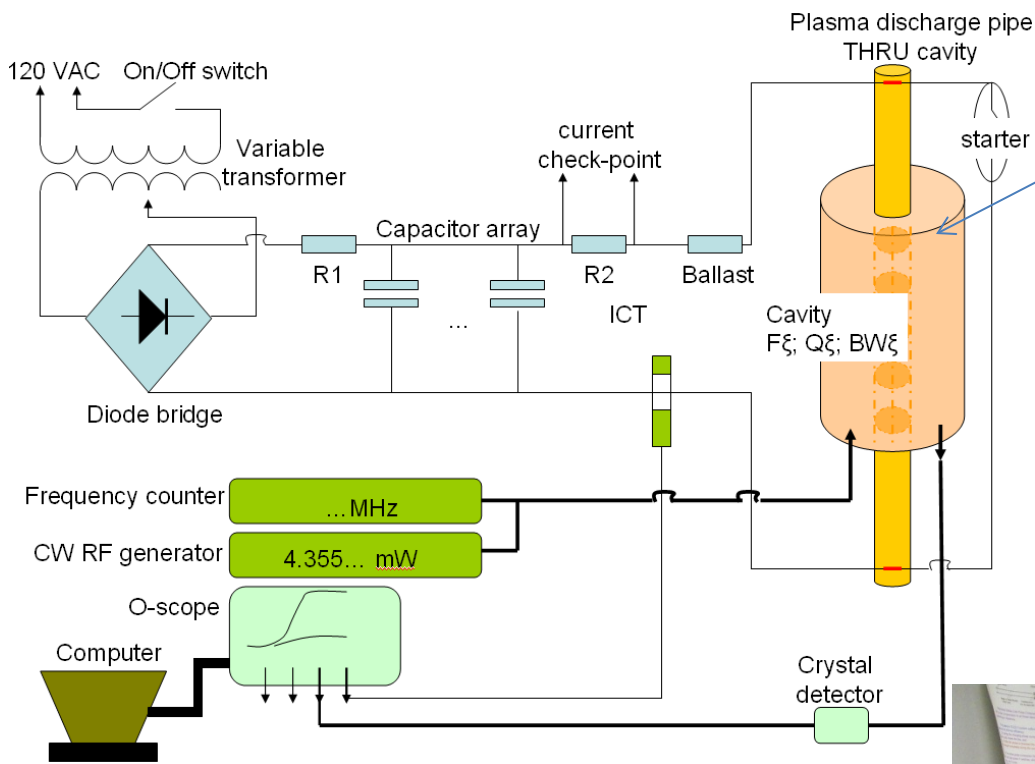 Plasma discharge pipe
THRU cavity
120 VAC
On/Off switch
Variable
transformer
current
check-point
starter
Capacitor array
R1
R2
Ballast
...
ICT
Cavity
Fξ; Qξ; BWξ
Diode bridge
Frequency counter
...MHz
CW RF generator
4.355... mW
O-scope
Computer
Crystal
detector